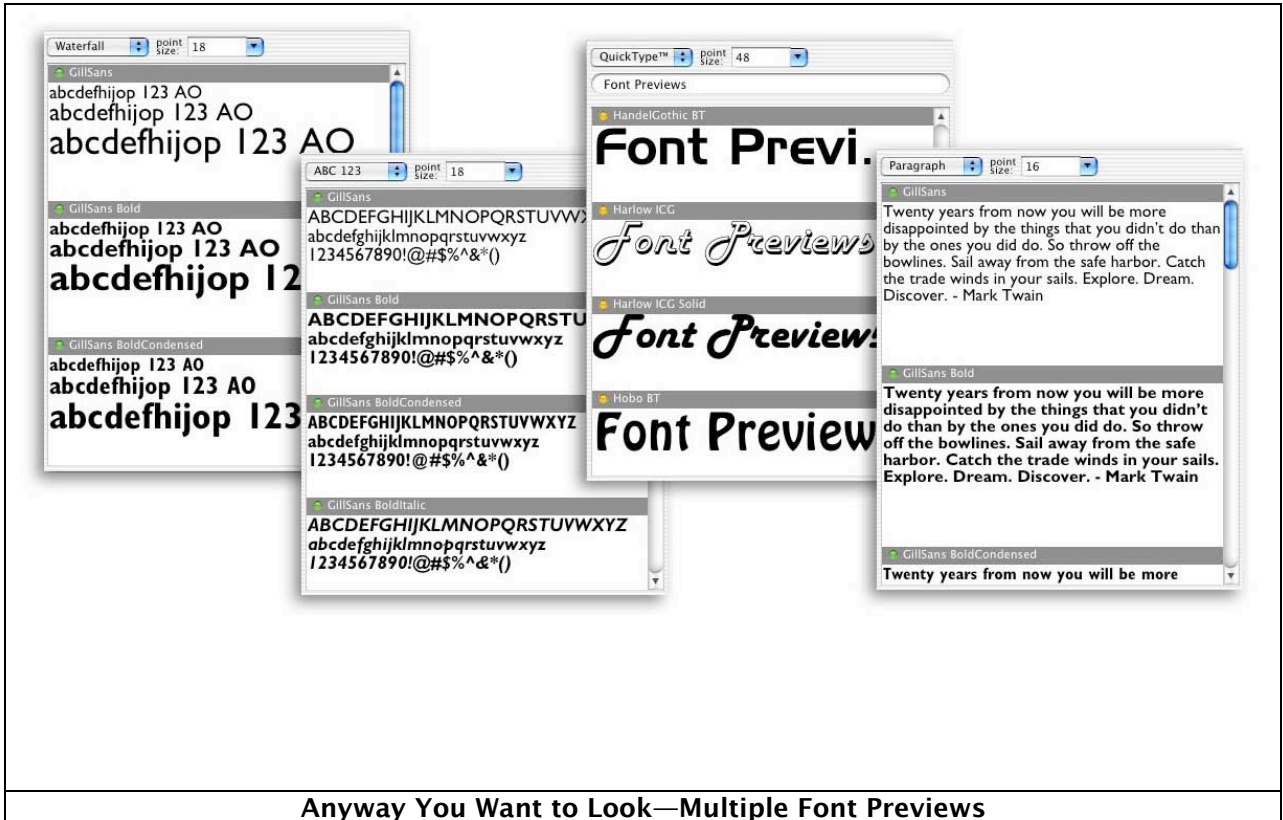 Waterfall point size: 18
GillSans
abcdefhijop 123 AO
abcdefhijop 123 AO
abcdefhijop 123 AO
GillSans Bold
abcdefhijop 123 AO
abcdefhijop 123 AO
abcdefhijop 12
GillSans BoldCondensed
abcdefhijop 123 AO
abcdefhijop 123 AO
abcdefhijop 123
ABC 123 point size: 18
GillSans
ABCDEFGHIJKLMNOPQRSTUVWX
abcdefghijklmnopqrstuvwxyz
1234567890!@#$%^&*()
GillSans Bold
ABCDEFGHIJKLMNOPQRSTU
abcdefghijklmnopqrstuvwxyz
1234567890!@#$%^&*()
GillSans BoldCondensed
ABCDEFGHIJKLMNOPQRSTUVWXYZ
abcdefghijklmnopqrstuvwxyz
1234567890!@#$%^&*()
GillSans BoldItalic
ABCDEFGHIJKLMNOPQRSTUVWXYZ
abcdefghijklmnopqrstuvwxyz
1234567890!@#$%^&*()
QuickType™ point size: 48
Font Previews
HandelGothic BT
Font Previ.
Harlow ICG
Font Previews
Harlow ICG Solid
Font Previews
Hobo BT
Font Preview
Paragraph point size: 16
GillSans
Twenty years from now you will be more
disappointed by the things that you didn't do than
by the ones you did do. So throw off the
bowlines. Sail away from the safe harbor. Catch
the trade winds in your sails. Explore. Dream.
Discover. - Mark Twain
GillSans Bold
Twenty years from now you will be more
disappointed by the things that you didn't
do than by the ones you did do. So throw
off the bowlines. Sail away from the safe
harbor. Catch the trade winds in your sails.
Explore. Dream. Discover. - Mark Twain
GillSans BoldCondensed
Twenty years from now you will be more
Anyway You Want to Look—Multiple Font Previews